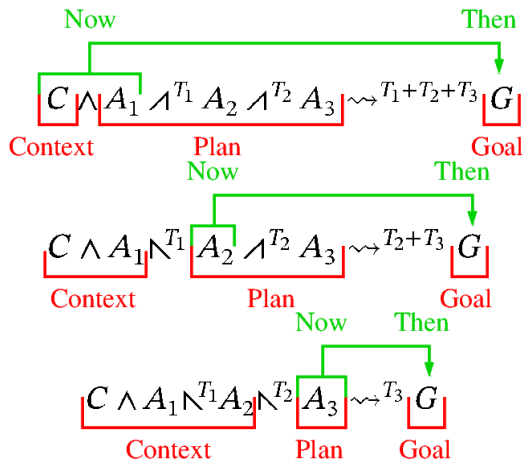 Now Then
C ∧ A₁ ↗^T₁ A₂ ↗^T₂ A₃ ⇝^T₁+T₂+T₃ G
Context Plan Goal
Now Then
C ∧ A₁ ↖^T₁ A₂ ↗^T₂ A₃ ⇝^T₂+T₃ G
Context Plan Goal
Now Then
C ∧ A₁ ↖^T₁ A₂ ↖^T₂ A₃ ⇝^T₃ G
Context Plan Goal